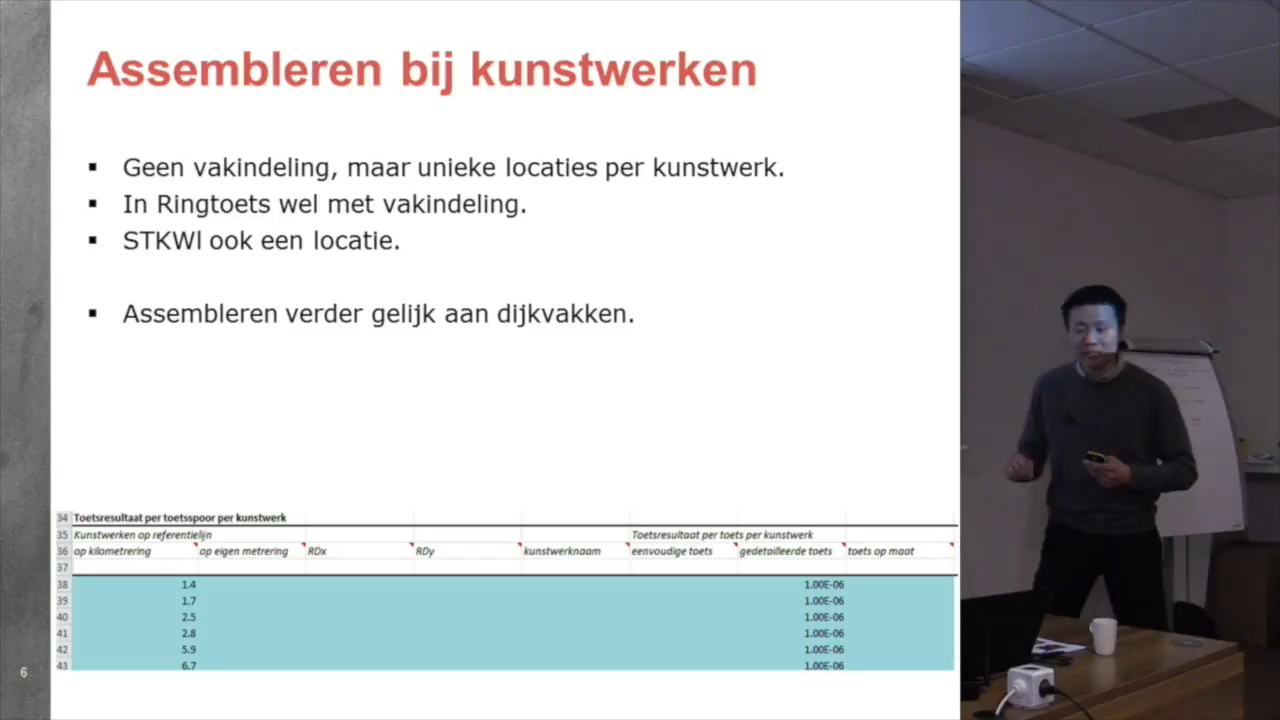 Assembleren bij kunstwerken
Geen vakindeling, maar unieke locaties per kunstwerk.
In Ringtoets wel met vakindeling.
STKWl ook een locatie.
Assembleren verder gelijk aan dijkvakken.
34 Toetsresultaat per toetsspoor per kunstwerk
35 Kunstwerken op referentielijn Toetsresultaat per toets per kunstwerk
36 op kilometrering op eigen metrering RDx RDy kunstwerknaam eenvoudige toets gedetailleerde toets toets op maat
37
38 1.4 1.00E-06
39 1.7 1.00E-06
40 2.5 1.00E-06
41 2.8 1.00E-06
42 5.9 1.00E-06
43 6.7 1.00E-06
6